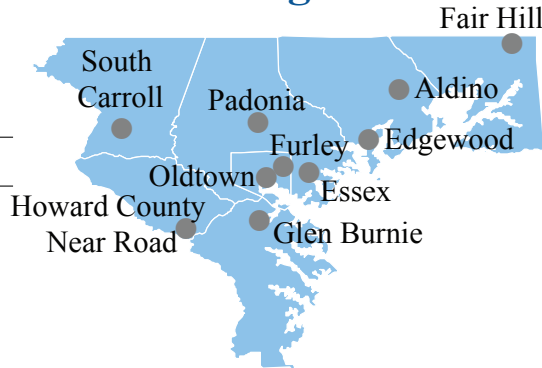 Fair Hill
South
Carroll
Aldino
Padonia
Edgewood
Furley
Oldtown
Essex
Howard County
Near Road
Glen Burnie